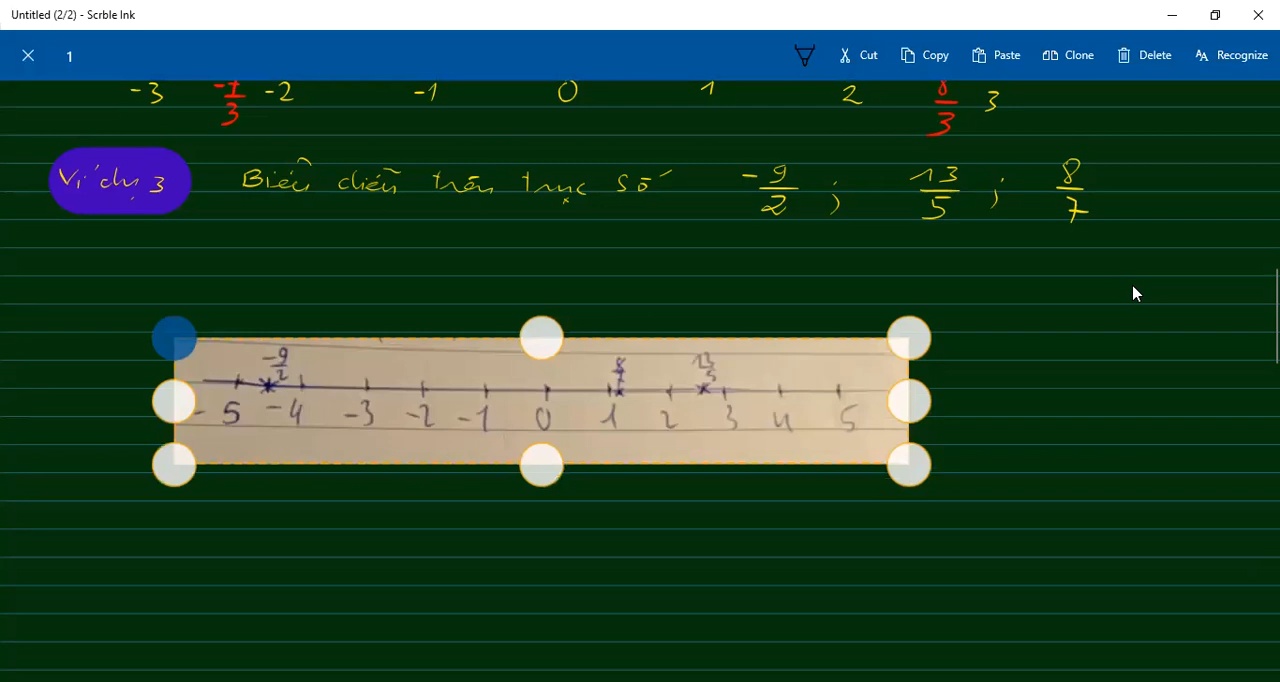 Untitled (2/2) - Scrble Ink
1 Cut Copy Paste Clone Delete Recognize
-3 -7/3 -2 -1 0 1 2 8/3 3
Ví dụ 3 Biểu diễn trên trục số -9/2 ; 13/5 ; 8/7
-9/2 8/7 13/5
-5 -4 -3 -2 -1 0 1 2 3 4 5